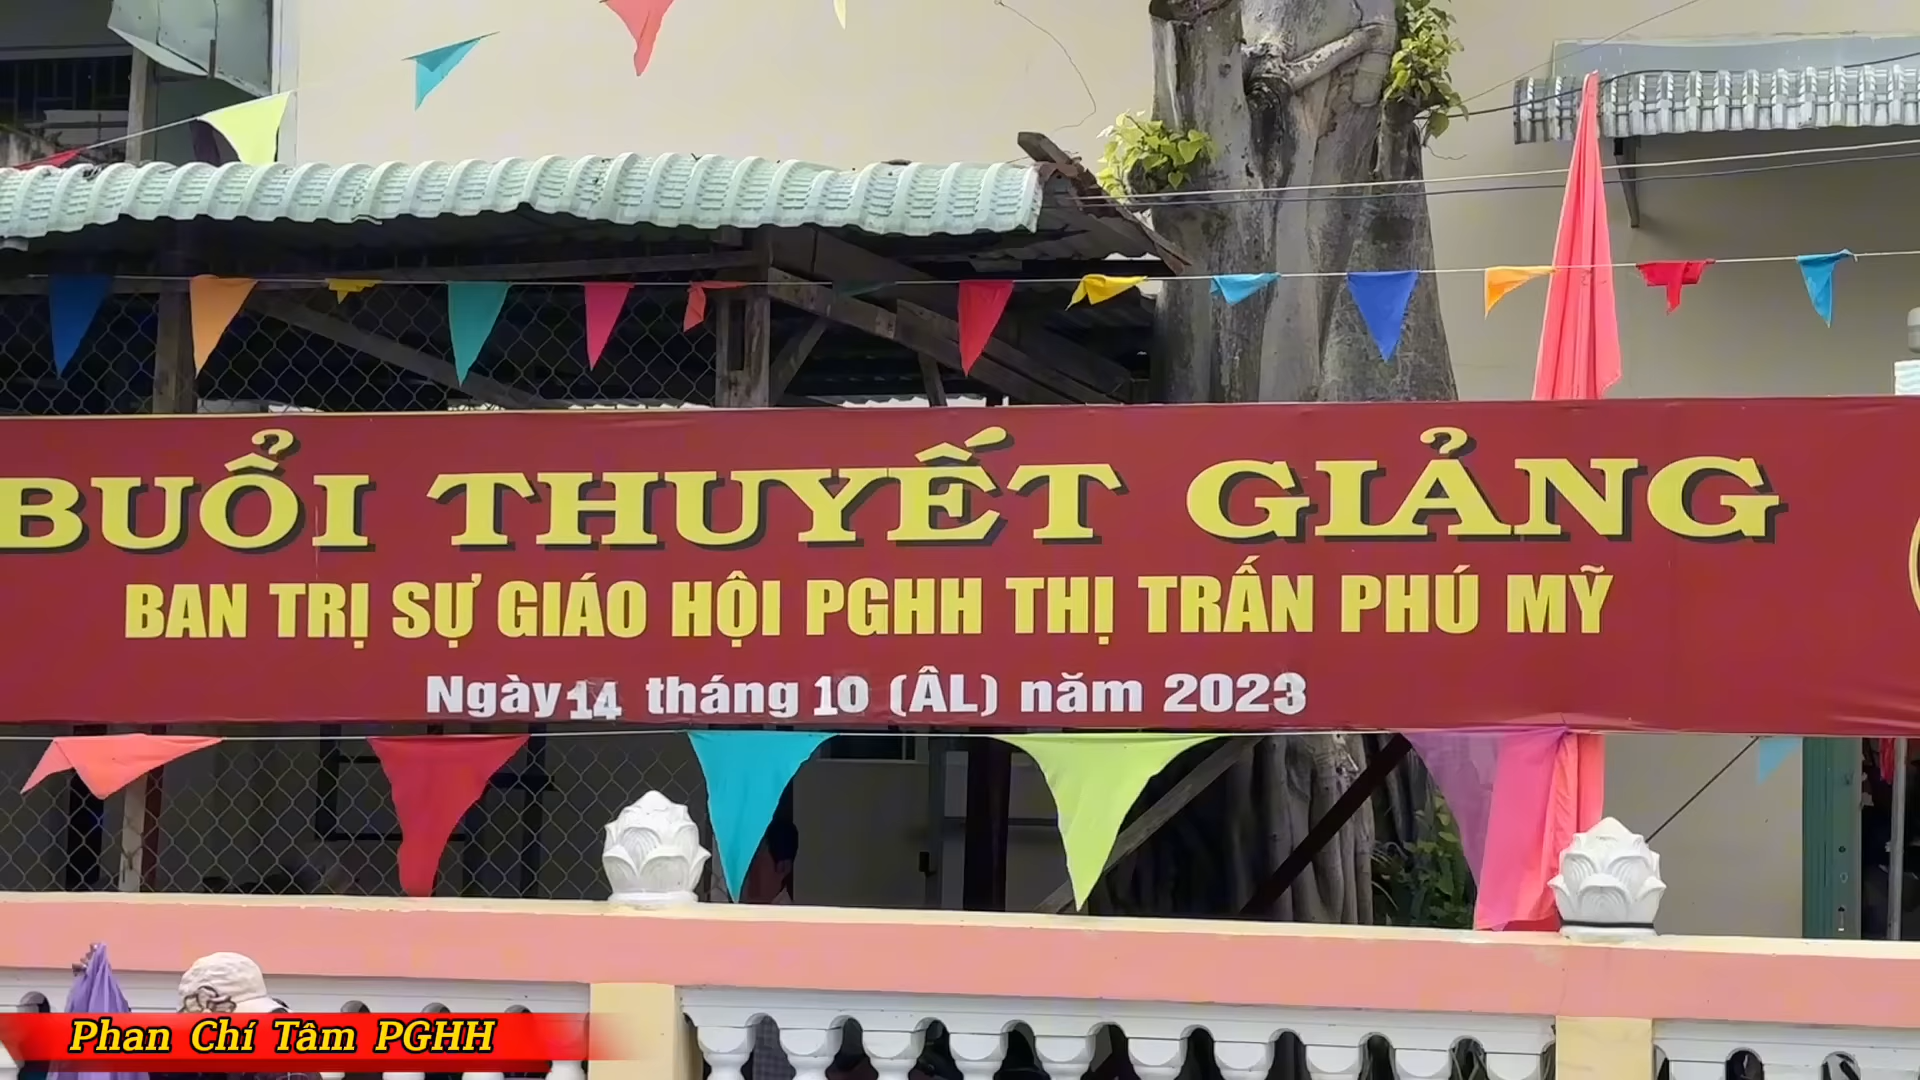 BUỔI THUYẾT GIẢNG
BAN TRỊ SỰ GIÁO HỘI PGHH THỊ TRẤN PHÚ MỸ
Ngày 14 tháng 10 (ÂL) năm 2023
Phan Chí Tâm PGHH